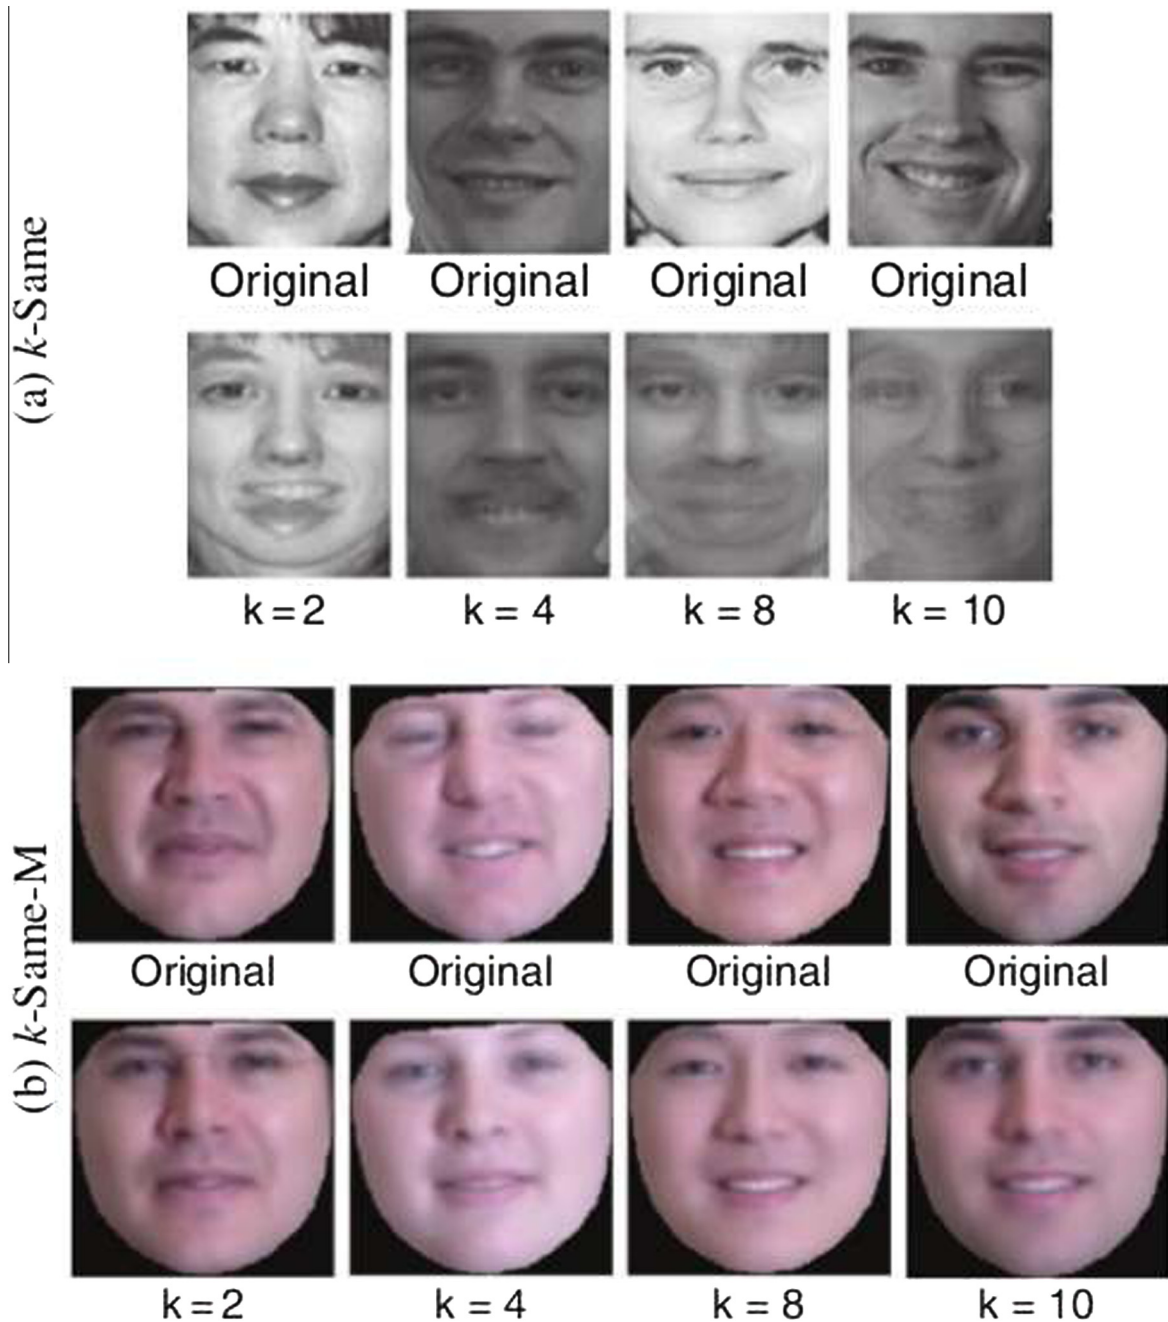 (a) k-Same
Original Original Original Original
k = 2 k = 4 k = 8 k = 10
(b) k-Same-M
Original Original Original Original
k = 2 k = 4 k = 8 k = 10